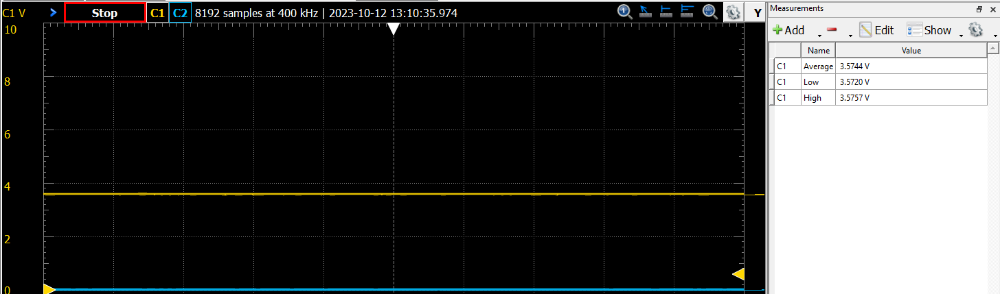 C1 V > Stop C1 C2 8192 samples at 400 kHz | 2023-10-12 13:10:35.974 Y
10
8
6
4
2
0
Measurements
Add Edit Show
Name Value
C1 Average 3.5744 V
C1 Low 3.5720 V
C1 High 3.5757 V